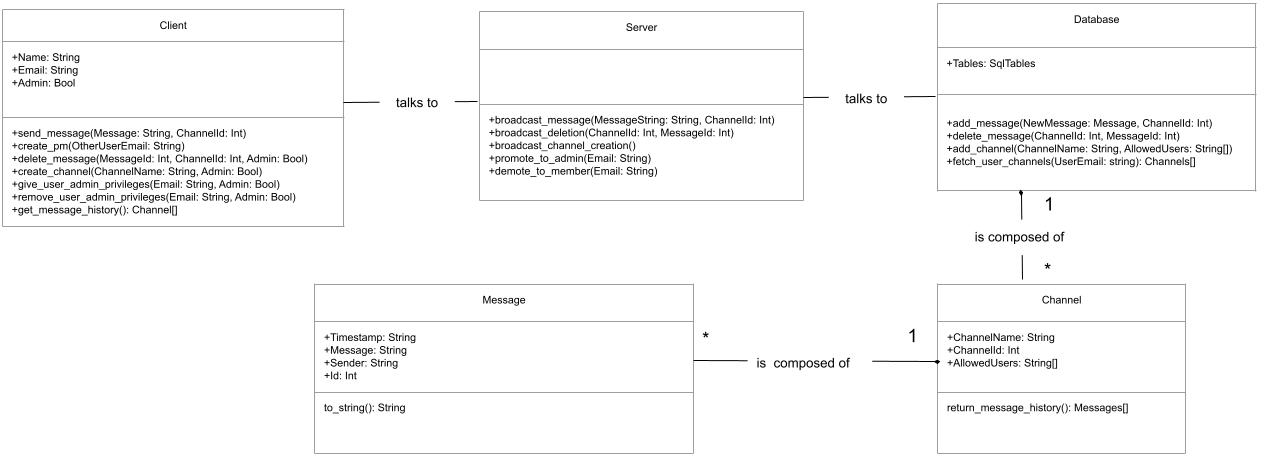 Client
+Name: String
+Email: String
+Admin: Bool
+send_message(Message: String, ChannelId: Int)
+create_pm(OtherUserEmail: String)
+delete_message(MessageId: Int, ChannelId: Int, Admin: Bool)
+create_channel(ChannelName: String, Admin: Bool)
+give_user_admin_privileges(Email: String, Admin: Bool)
+remove_user_admin_privileges(Email: String, Admin: Bool)
+get_message_history(): Channel[]
talks to
Server
+broadcast_message(MessageString: String, ChannelId: Int)
+broadcast_deletion(ChannelId: Int, MessageId: Int)
+broadcast_channel_creation()
+promote_to_admin(Email: String)
+demote_to_member(Email: String)
talks to
Database
+Tables: SqlTables
+add_message(NewMessage: Message, ChannelId: Int)
+delete_message(ChannelId: Int, MessageId: Int)
+add_channel(ChannelName: String, AllowedUsers: String[])
+fetch_user_channels(UserEmail: string): Channels[]
1
is composed of
*
Message
+Timestamp: String
+Message: String
+Sender: String
+Id: Int
to_string(): String
*
is composed of
1
Channel
+ChannelName: String
+ChannelId: Int
+AllowedUsers: String[]
return_message_history(): Messages[]